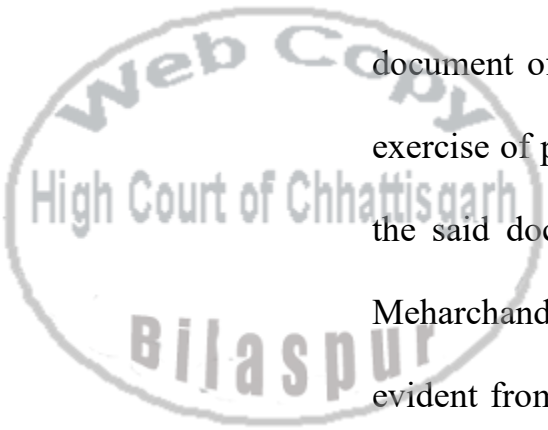 Web Copy
document of
exercise of p
High Court of Chhattisgarh
the said doc
Meharchand
Bilaspur
evident from